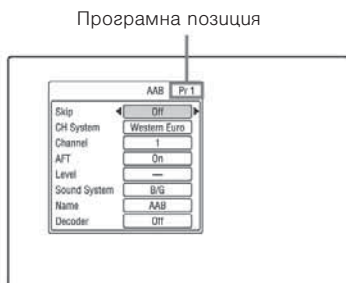 Програмна позиция
AAB Pr 1
Skip Off
CH System Western Euro
Channel 1
AFT On
Level —
Sound System B/G
Name AAB
Decoder Off